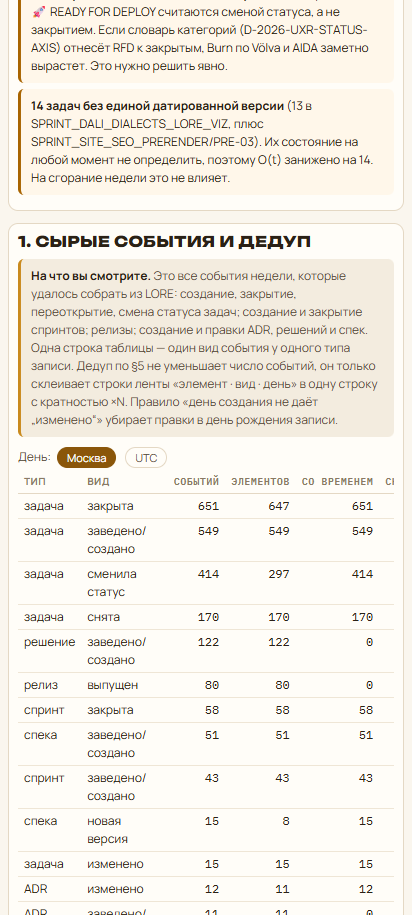 🚀 READY FOR DEPLOY считаются сменой статуса, а не
закрытием. Если словарь категорий (D-2026-UXR-STATUS-
AXIS) отнесёт RFD к закрытым, Burn по Völva и AIDA заметно
вырастет. Это нужно решить явно.
14 задач без единой датированной версии (13 в
SPRINT_DALI_DIALECTS_LORE_VIZ, плюс
SPRINT_SITE_SEO_PRERENDER/PRE-03). Их состояние на
любой момент не определить, поэтому O(t) занижено на 14.
На сгорание недели это не влияет.
1. СЫРЫЕ СОБЫТИЯ И ДЕДУП
На что вы смотрите. Это все события недели, которые
удалось собрать из LORE: создание, закрытие,
переоткрытие, смена статуса задач; создание и закрытие
спринтов; релизы; создание и правки ADR, решений и спек.
Одна строка таблицы — один вид события у одного типа
записи. Дедуп по §5 не уменьшает число событий, он только
склеивает строки ленты «элемент · вид · день» в одну строку
с кратностью ×N. Правило «день создания не даёт
„изменено“» убирает правки в день рождения записи.
День: Москва UTC
ТИП ВИД СОБЫТИЙ ЭЛЕМЕНТОВ СО ВРЕМЕНЕМ
задача закрыта 651 647 651
задача заведено/
создано 549 549 549
задача сменила
статус 414 297 414
задача снята 170 170 170
решение заведено/
создано 122 122 0
релиз выпущен 80 80 0
спринт закрыта 58 58 58
спека заведено/
создано 51 51 51
спринт заведено/
создано 43 43 43
спека новая
версия 15 8 15
задача изменено 15 15 15
ADR изменено 12 11 12
ADR заведено/ 11 11 0